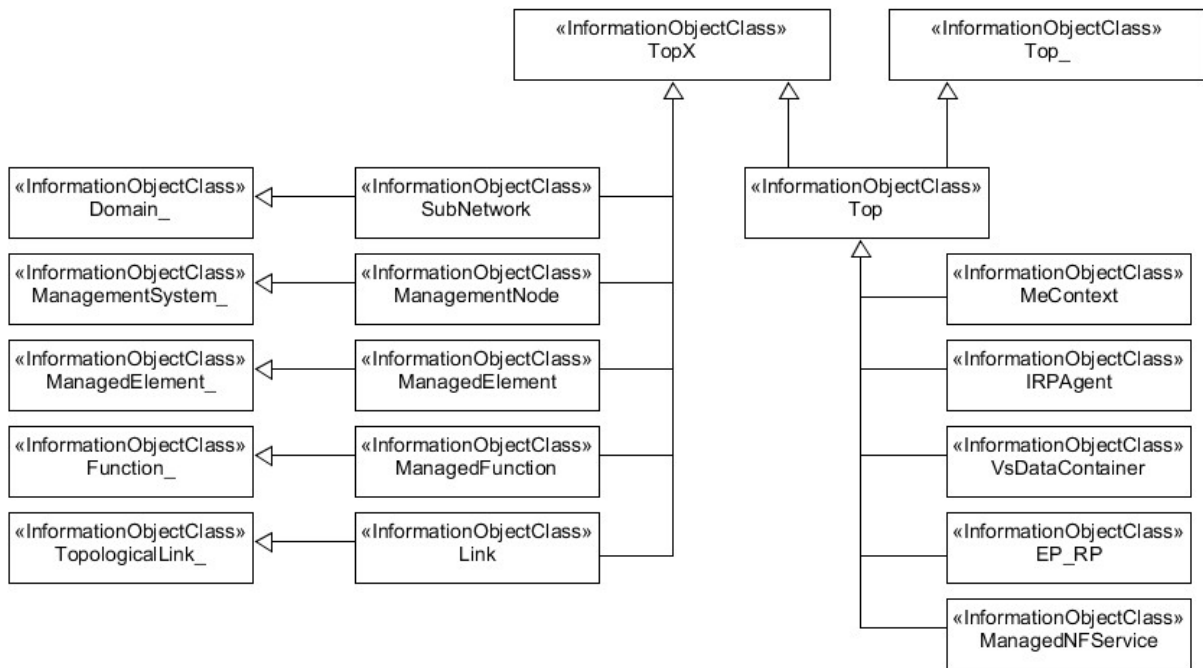 «InformationObjectClass»
TopX
«InformationObjectClass»
Top_
«InformationObjectClass»
Domain_
«InformationObjectClass»
SubNetwork
«InformationObjectClass»
Top
«InformationObjectClass»
ManagementSystem_
«InformationObjectClass»
ManagementNode
«InformationObjectClass»
MeContext
«InformationObjectClass»
ManagedElement_
«InformationObjectClass»
ManagedElement
«InformationObjectClass»
IRPAgent
«InformationObjectClass»
Function_
«InformationObjectClass»
ManagedFunction
«InformationObjectClass»
VsDataContainer
«InformationObjectClass»
TopologicalLink_
«InformationObjectClass»
Link
«InformationObjectClass»
EP_RP
«InformationObjectClass»
ManagedNFService